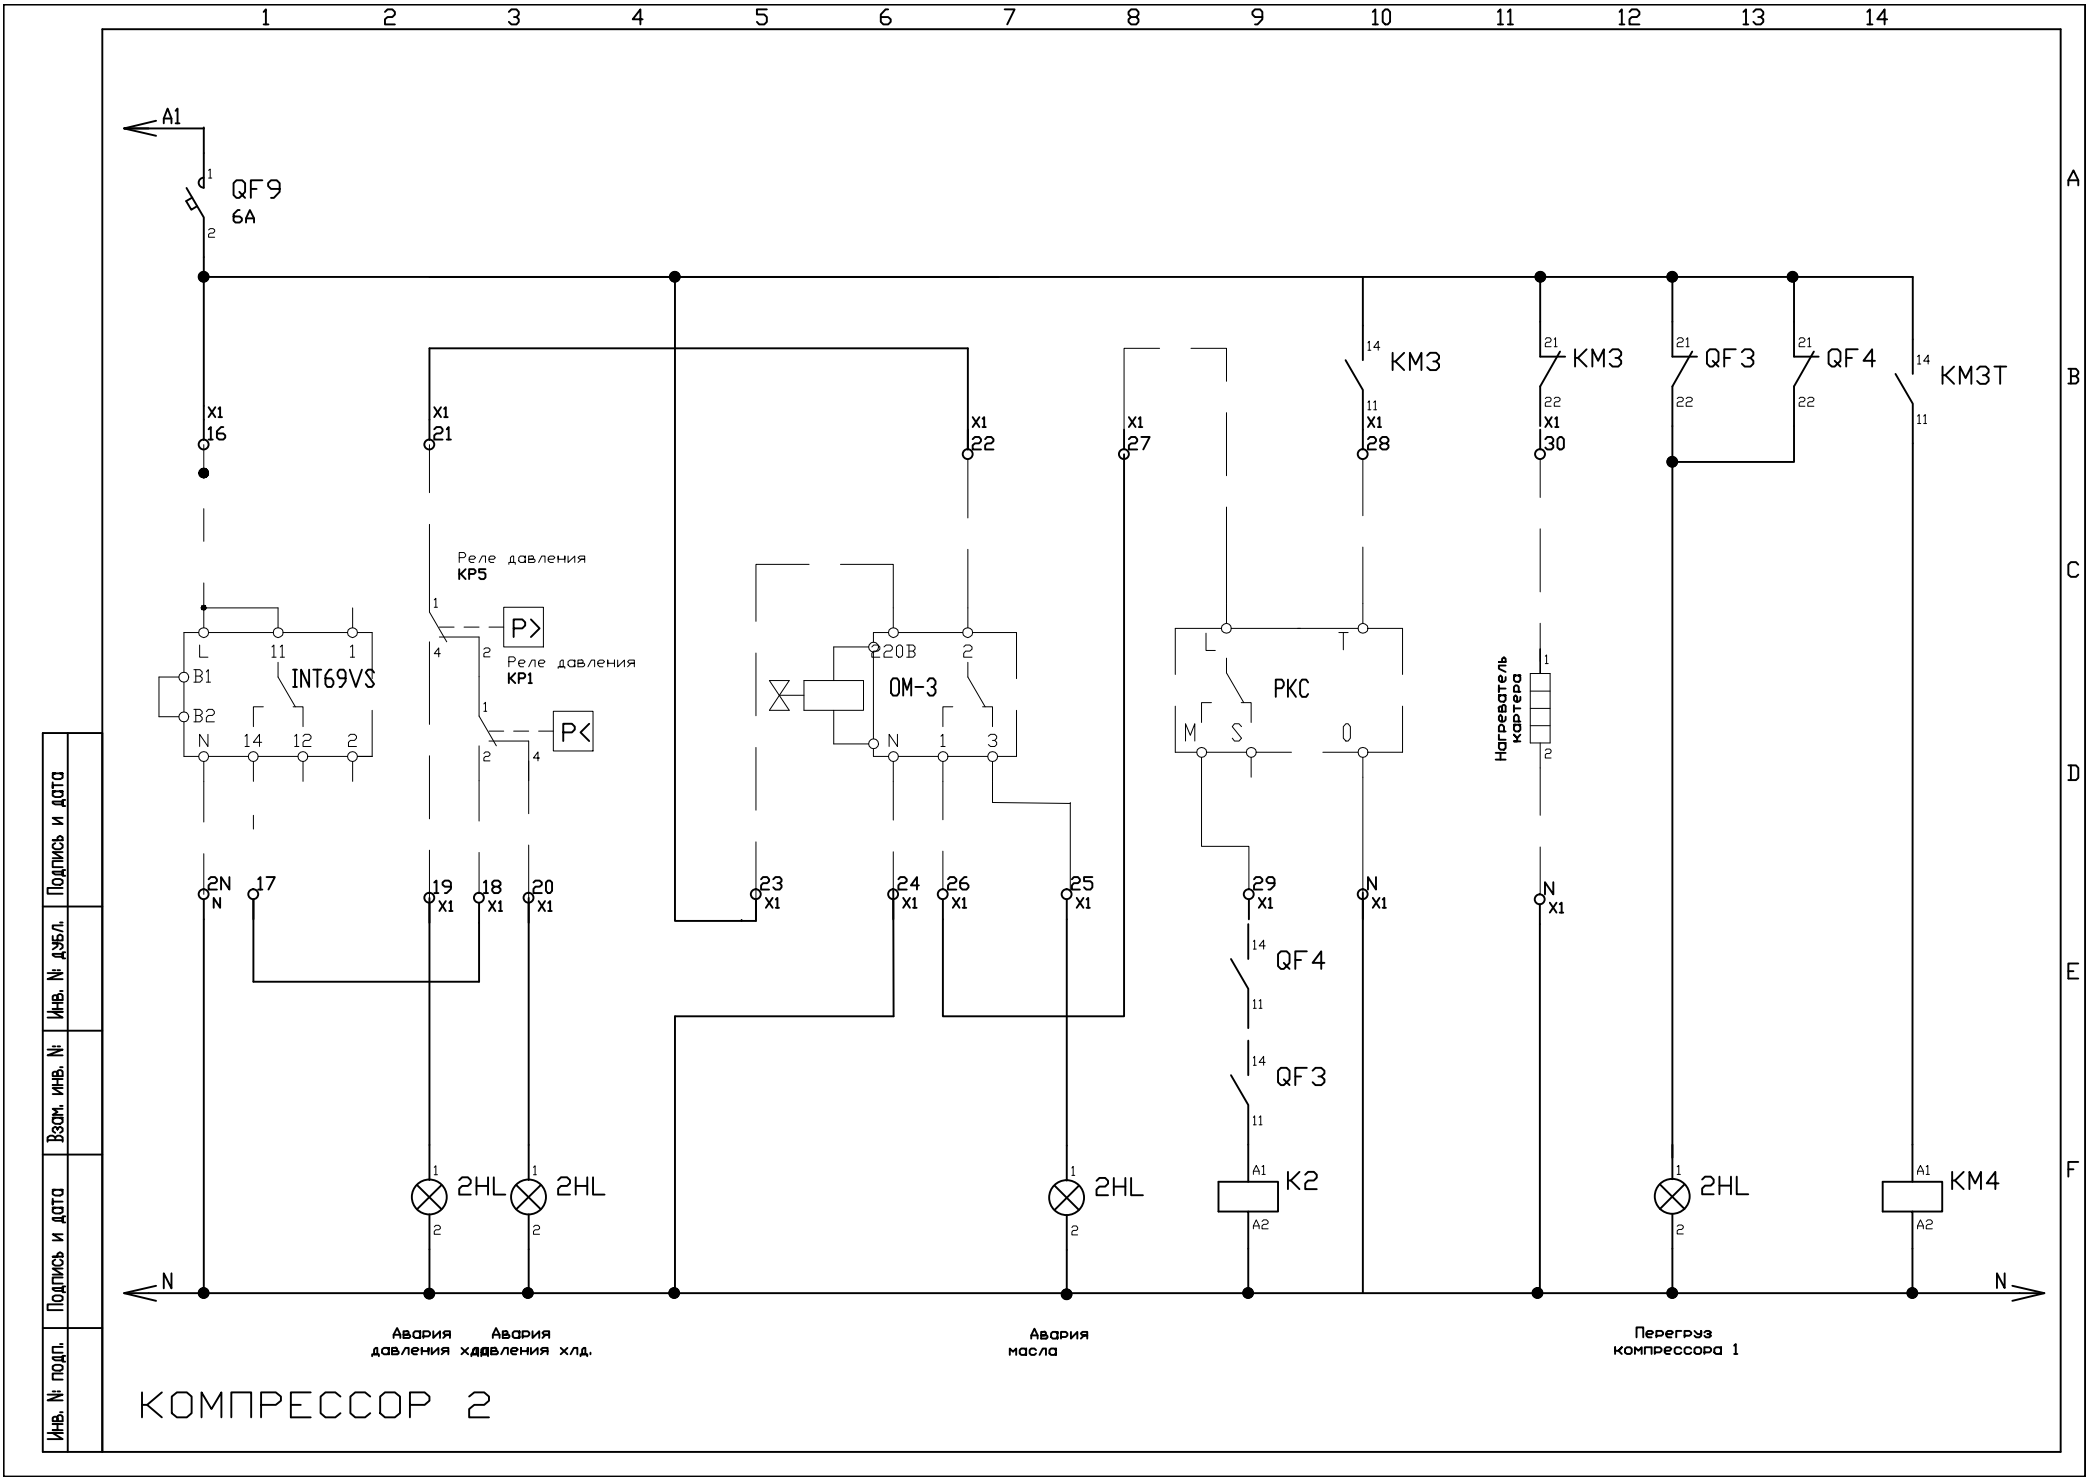 1 2 3 4 5 6 7 8 9 10 11 12 13 14
A1
1
QF9
6A
2
A
14
KM3
11
21
KM3
22
21
QF3
22
21
QF4
22
14
KM3T
11
B
X1
16
X1
21
X1
22
X1
27
X1
28
X1
30
Реле давления
KP5
C
1
P>
4
2
Реле давления
KP1
1
P<
2
4
L
11
1
B1
INT69VS
B2
N
14
12
2
220В
2
OM-3
N
1
3
L
T
РКС
M
S
O
Нагреватель
картера
1
2
D
2N
N
17
19
X1
18
X1
20
X1
23
X1
24
X1
26
X1
25
X1
29
X1
N
X1
N
X1
14
QF4
11
E
14
QF3
11
1
2HL
2
1
2HL
2
1
2HL
2
A1
K2
A2
1
2HL
2
A1
KM4
A2
F
N
N
Авария
давления хлд.
Авария
давления хлд.
Авария
масла
Перегруз
компрессора 1
КОМПРЕССОР 2
Подпись и дата
Инв. № дубл.
Взам. инв. №
Подпись и дата
Инв. № подп.